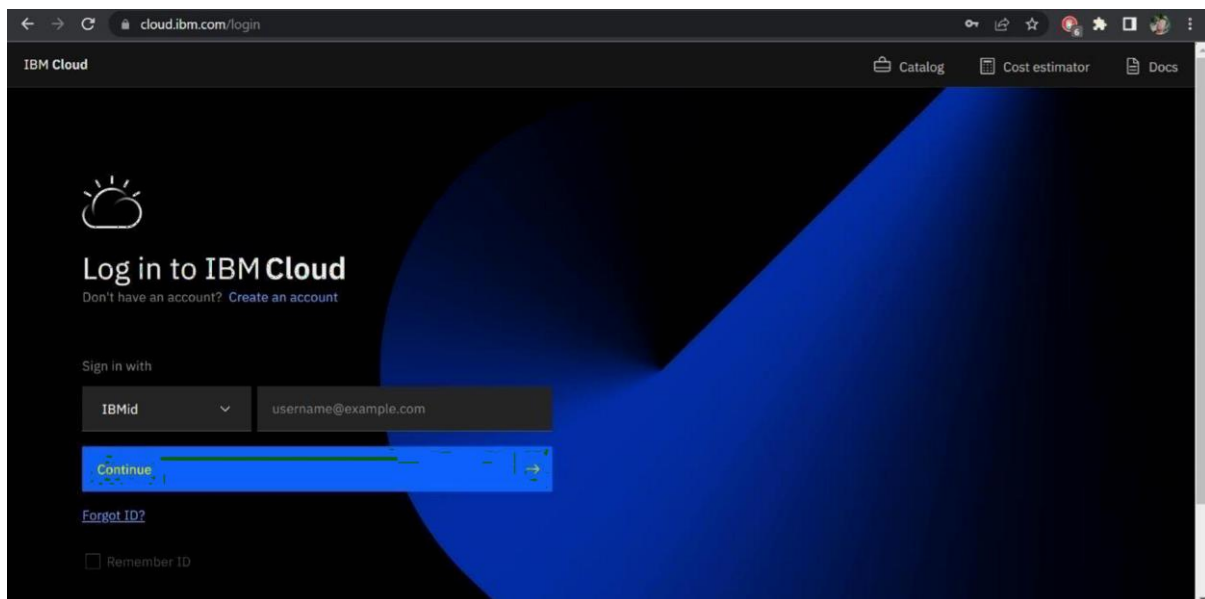 cloud.ibm.com/login
6
IBM Cloud
Catalog
Cost estimator
Docs
Log in to IBM Cloud
Don't have an account? Create an account
Sign in with
IBMid
username@example.com
Continue
Forgot ID?
Remember ID